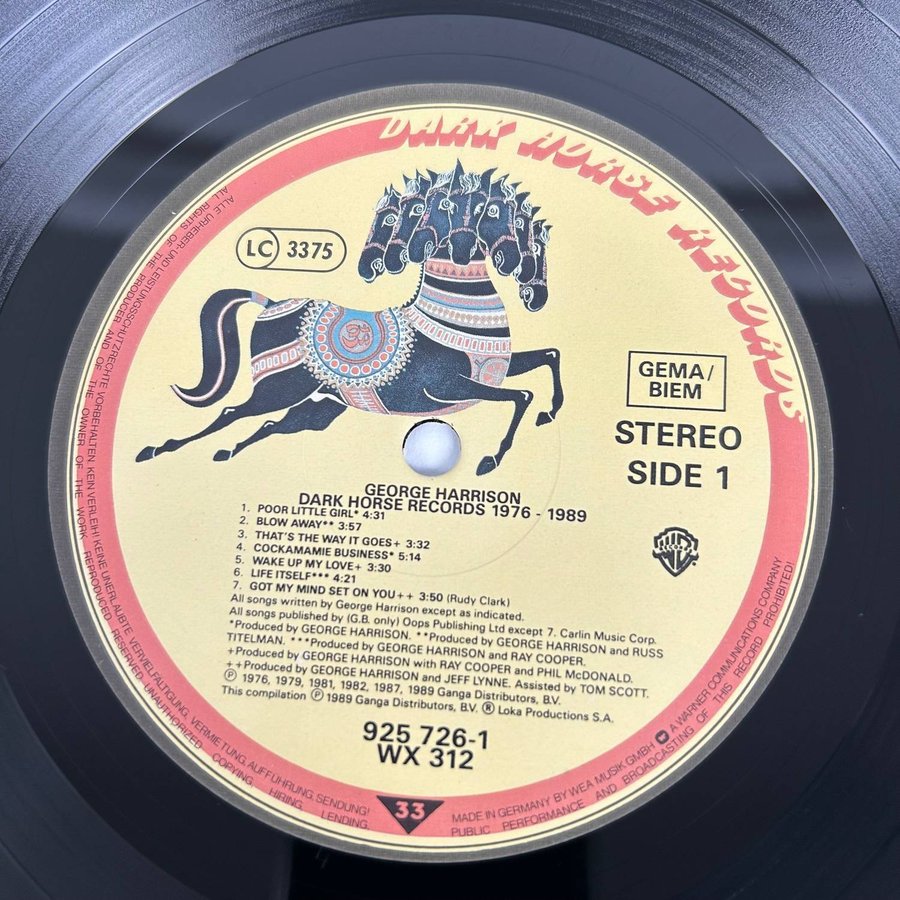 DARK HORSE RECORDS
LC 3375
GEMA/
BIEM
STEREO
SIDE 1
GEORGE HARRISON
DARK HORSE RECORDS 1976 - 1989
1. POOR LITTLE GIRL* 4:31
2. BLOW AWAY** 3:57
3. THAT'S THE WAY IT GOES+ 3:32
4. COCKAMAMIE BUSINESS* 5:14
5. WAKE UP MY LOVE+ 3:30
6. LIFE ITSELF*** 4:21
7. GOT MY MIND SET ON YOU++ 3:50 (Rudy Clark)
All songs written by George Harrison except as indicated.
All songs published by (G.B. only) Oops Publishing Ltd except 7. Carlin Music Corp.
*Produced by GEORGE HARRISON. **Produced by GEORGE HARRISON and RUSS
TITELMAN. ***Produced by GEORGE HARRISON and RAY COOPER.
+Produced by GEORGE HARRISON with RAY COOPER and PHIL McDONALD.
++Produced by GEORGE HARRISON and JEFF LYNNE. Assisted by TOM SCOTT.
℗ 1976, 1979, 1981, 1982, 1987, 1989 Ganga Distributors, B.V.
This compilation ℗ 1989 Ganga Distributors, B.V. ® Loka Productions S.A.
925 726-1
WX 312
33
ALLE URHEBER- UND LEISTUNGSSCHUTZRECHTE VORBEHALTEN. KEIN VERLEIH! KEINE UNERLAUBTE VERVIELFÄLTIGUNG, VERMIETUNG, AUFFÜHRUNG, SENDUNG!
ALL RIGHTS OF THE PRODUCER AND OF THE OWNER OF THE WORK REPRODUCED RESERVED. UNAUTHORIZED COPYING, HIRING, LENDING,
MADE IN GERMANY BY WEA MUSIK GMBH A WARNER COMMUNICATIONS COMPANY
PUBLIC PERFORMANCE AND BROADCASTING OF THIS RECORD PROHIBITED!